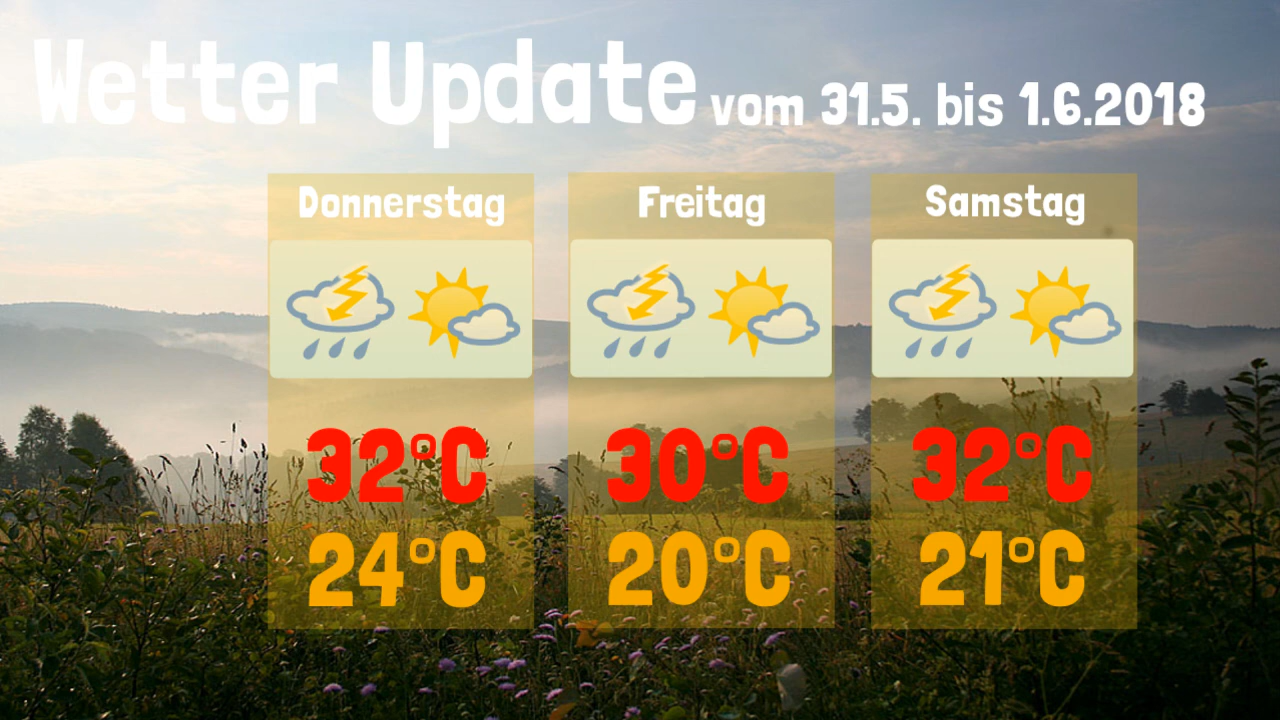 Wetter Update vom 31.5. bis 1.6.2018
Donnerstag Freitag Samstag
32°C 30°C 32°C
24°C 20°C 21°C